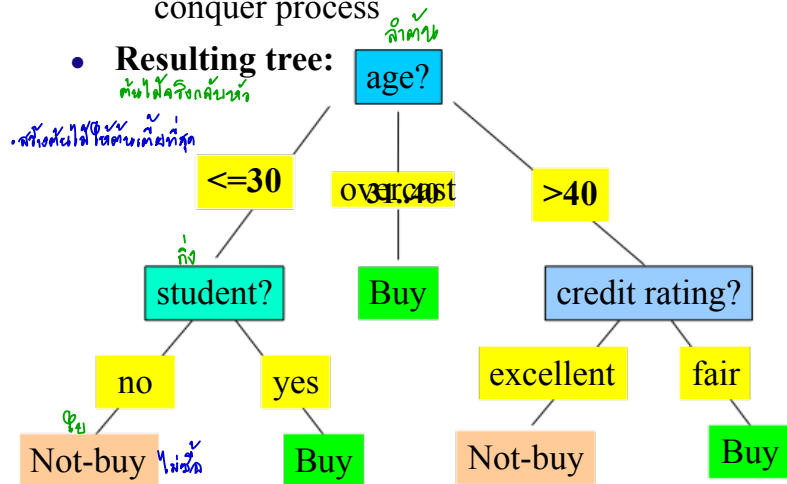 conquer process
ลำต้น
• Resulting tree:
age?
ต้นไม้จริงกลับหัว
• สร้างต้นไม้ให้ต้นเตี้ยที่สุด
<=30
overcast
31..40
>40
กิ่ง
student?
Buy
credit rating?
no
yes
excellent
fair
ใบ
Not-buy
ไม่ซื้อ
Buy
Not-buy
Buy